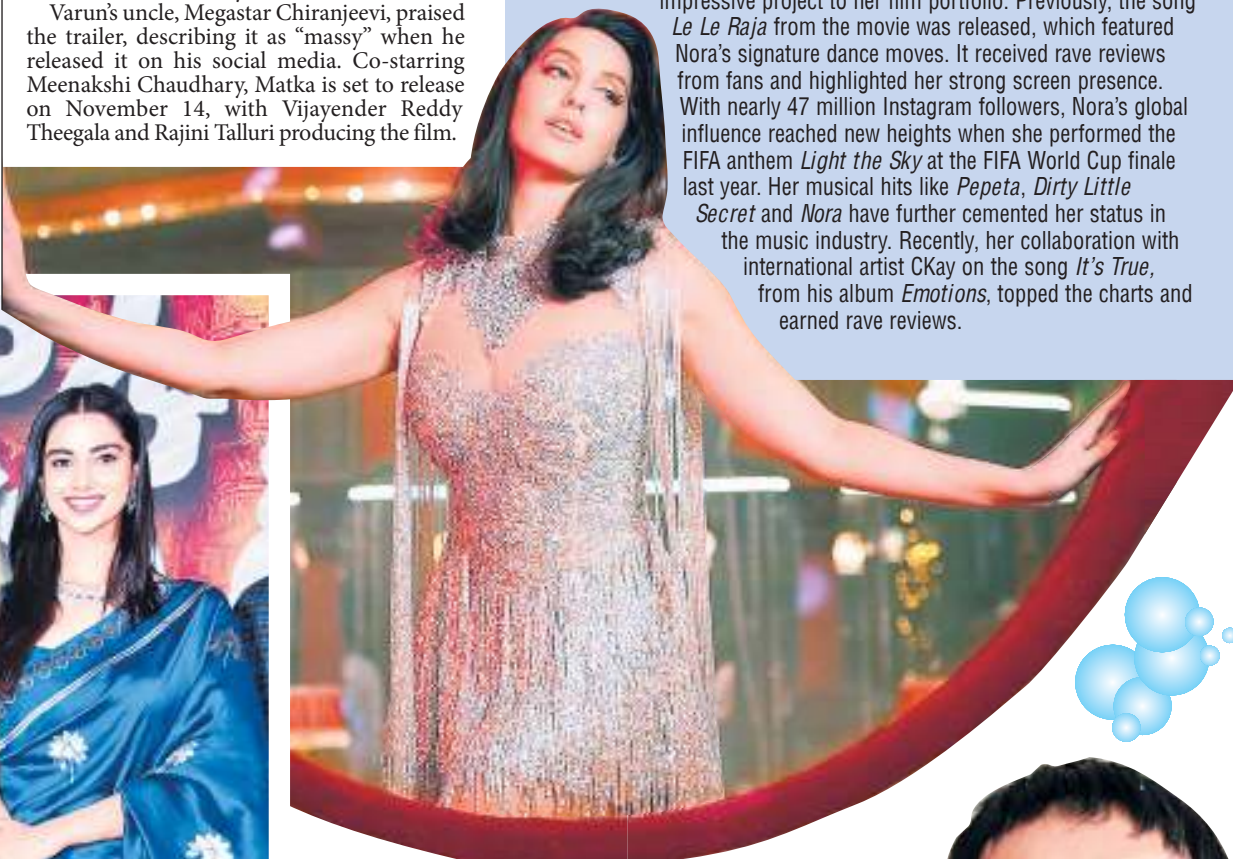 Varun's uncle, Megastar Chiranjeevi, praised
the trailer, describing it as “massy” when he
released it on his social media. Co-starring
Meenakshi Chaudhary, Matka is set to release
on November 14, with Vijayender Reddy
Theegala and Rajini Talluri producing the film.
impressive project to her film portfolio. Previously, the song
Le Le Raja from the movie was released, which featured
Nora's signature dance moves. It received rave reviews
from fans and highlighted her strong screen presence.
With nearly 47 million Instagram followers, Nora's global
influence reached new heights when she performed the
FIFA anthem Light the Sky at the FIFA World Cup finale
last year. Her musical hits like Pepeta, Dirty Little
Secret and Nora have further cemented her status in
the music industry. Recently, her collaboration with
international artist CKay on the song It's True,
from his album Emotions, topped the charts and
earned rave reviews.